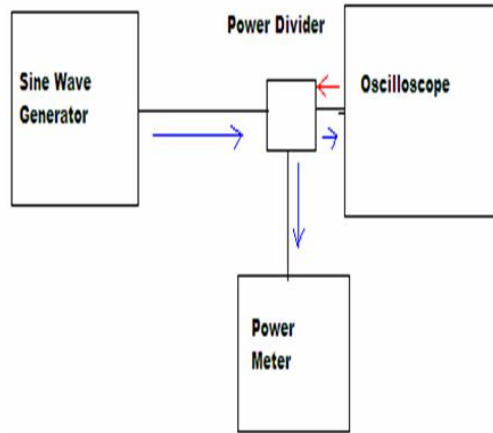 Power Divider
Sine Wave
Generator
Oscilloscope
Power
Meter